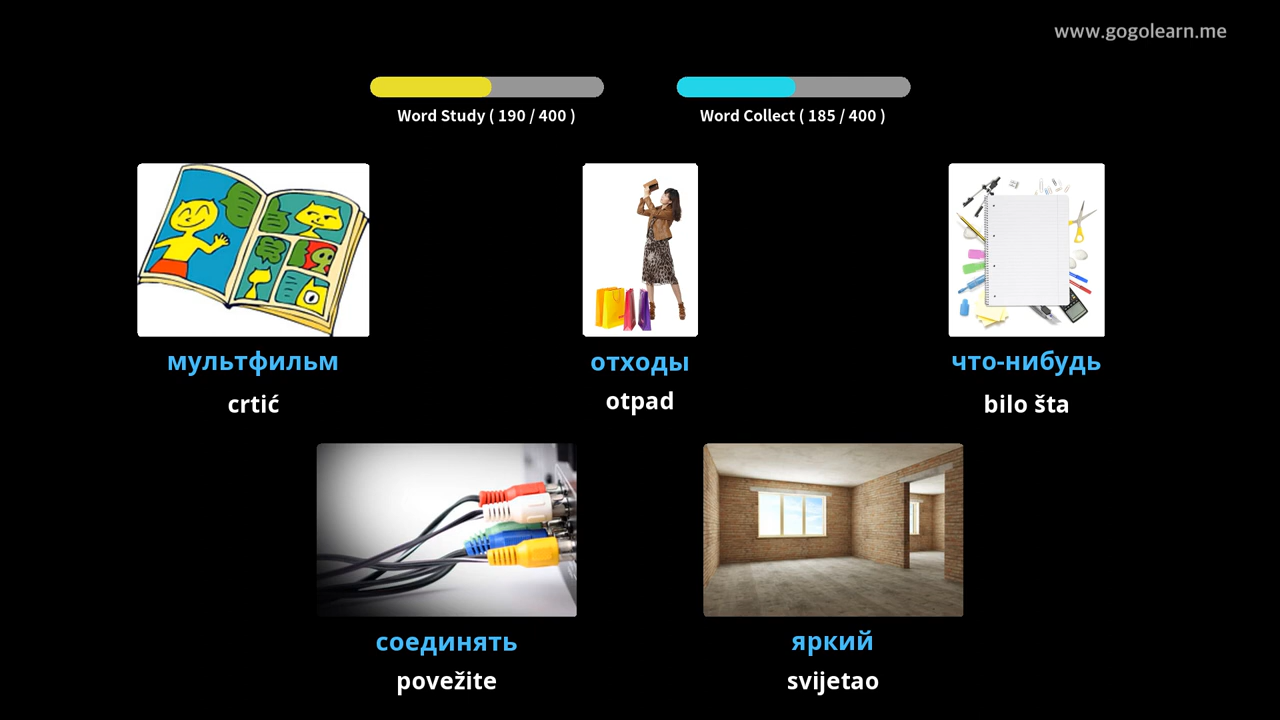 www.gogolearn.me
Word Study ( 190 / 400 )
Word Collect ( 185 / 400 )
мультфильм
отходы
что-нибудь
crtić
otpad
bilo šta
соединять
яркий
povežite
svijetao